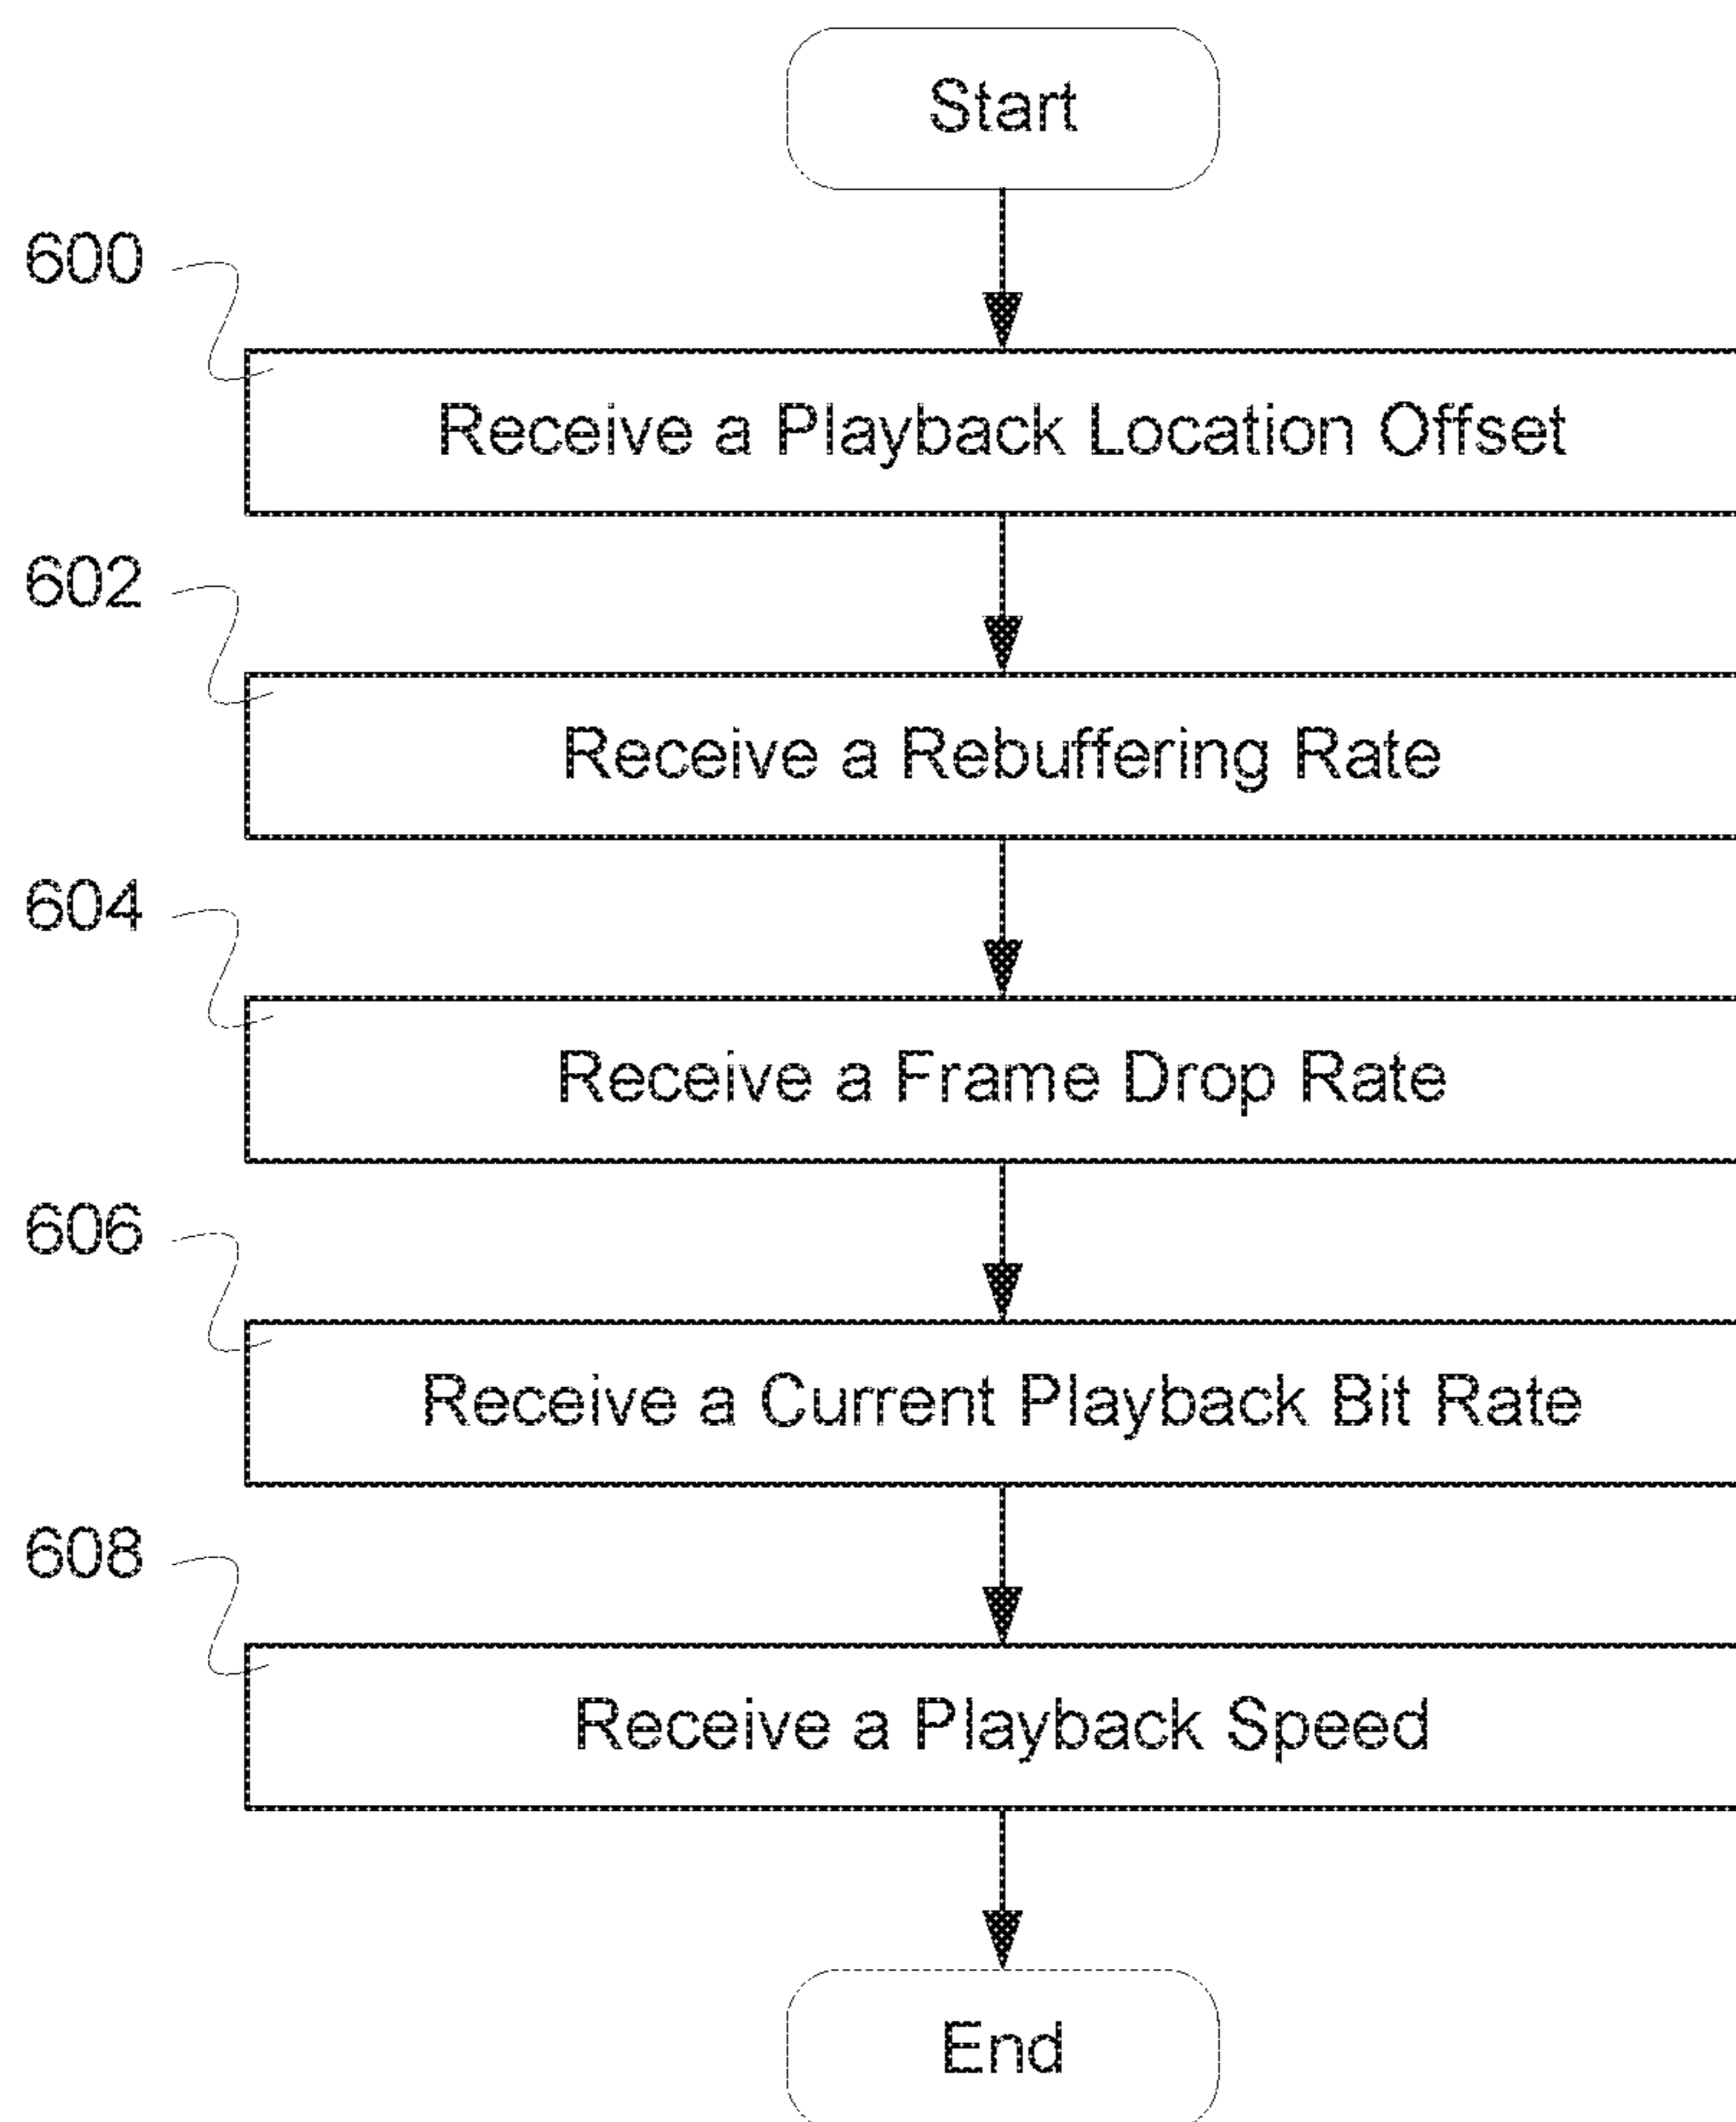 Start
600
Receive a Playback Location Offset
602
Receive a Rebuffering Rate
604
Receive a Frame Drop Rate
606
Receive a Current Playback Bit Rate
608
Receive a Playback Speed
End